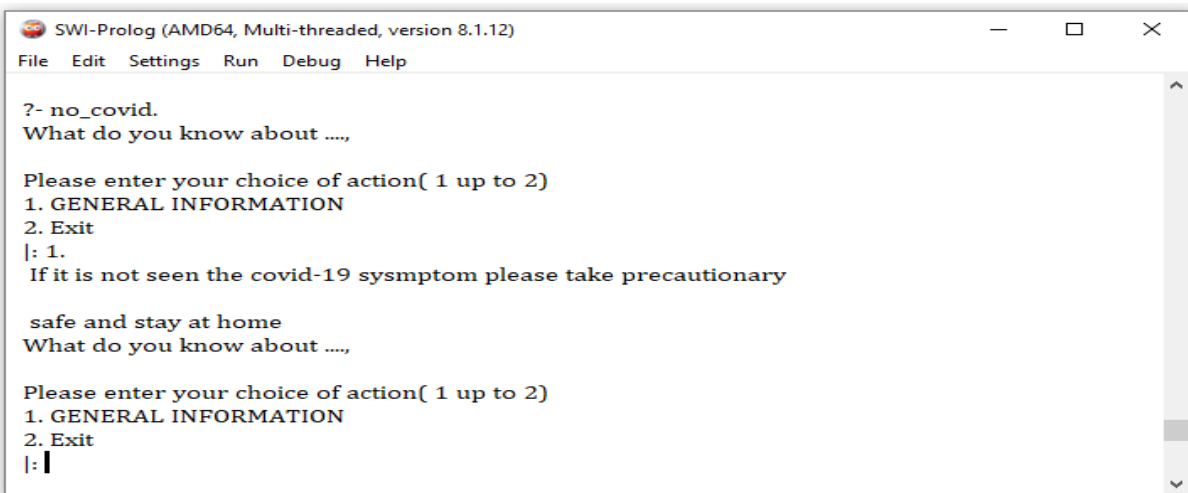 SWI-Prolog (AMD64, Multi-threaded, version 8.1.12)
File Edit Settings Run Debug Help
?- no_covid.
What do you know about ....,
Please enter your choice of action( 1 up to 2)
1. GENERAL INFORMATION
2. Exit
|: 1.
If it is not seen the covid-19 sysmptom please take precautionary
safe and stay at home
What do you know about ....,
Please enter your choice of action( 1 up to 2)
1. GENERAL INFORMATION
2. Exit
|: